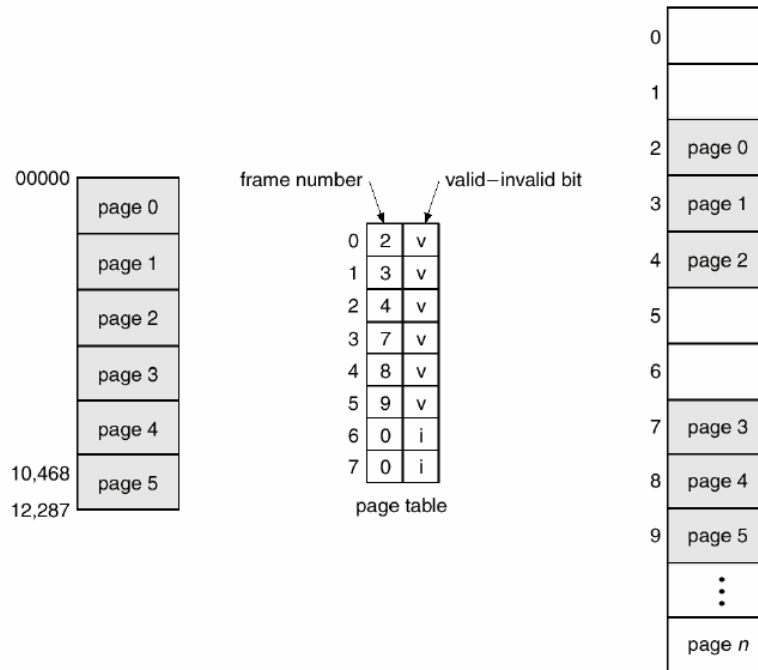 00000
page 0
page 1
page 2
page 3
page 4
10,468
page 5
12,287
frame number
valid–invalid bit
0 2 v
1 3 v
2 4 v
3 7 v
4 8 v
5 9 v
6 0 i
7 0 i
page table
0
1
2 page 0
3 page 1
4 page 2
5
6
7 page 3
8 page 4
9 page 5
⋮
page n